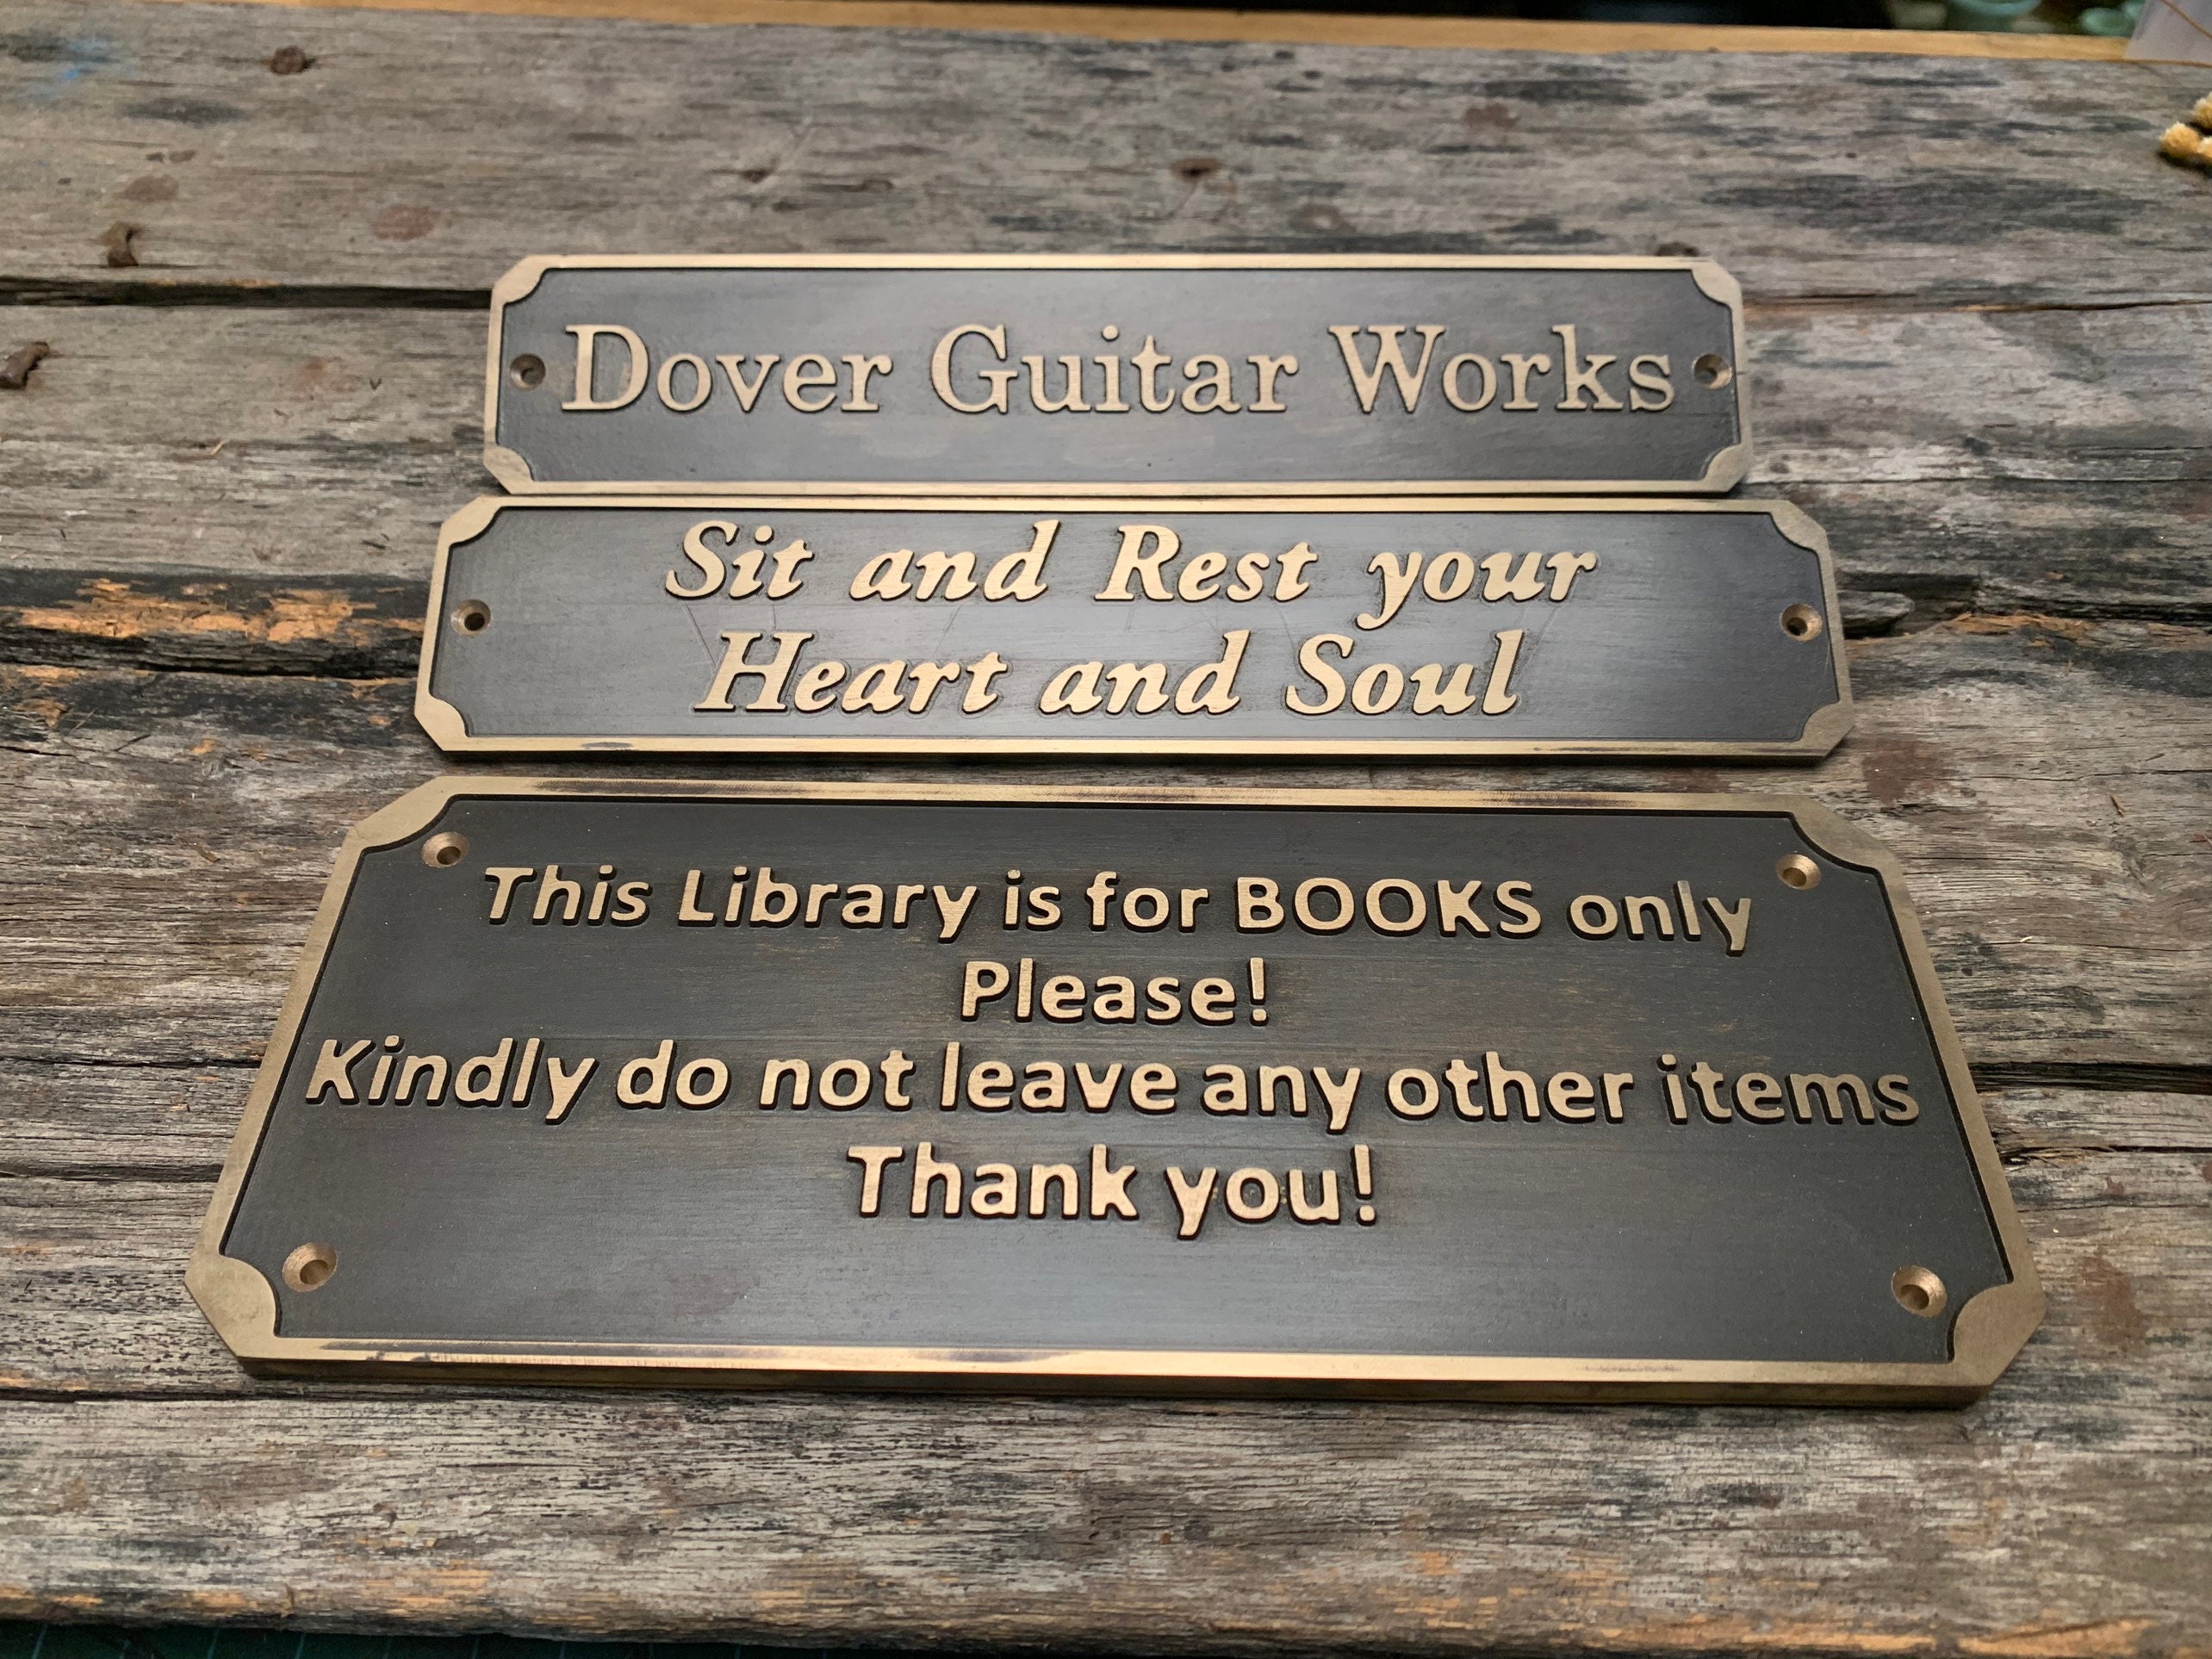 Dover Guitar Works
Sit and Rest your
Heart and Soul
This Library is for BOOKS only
Please!
Kindly do not leave any other items
Thank you!